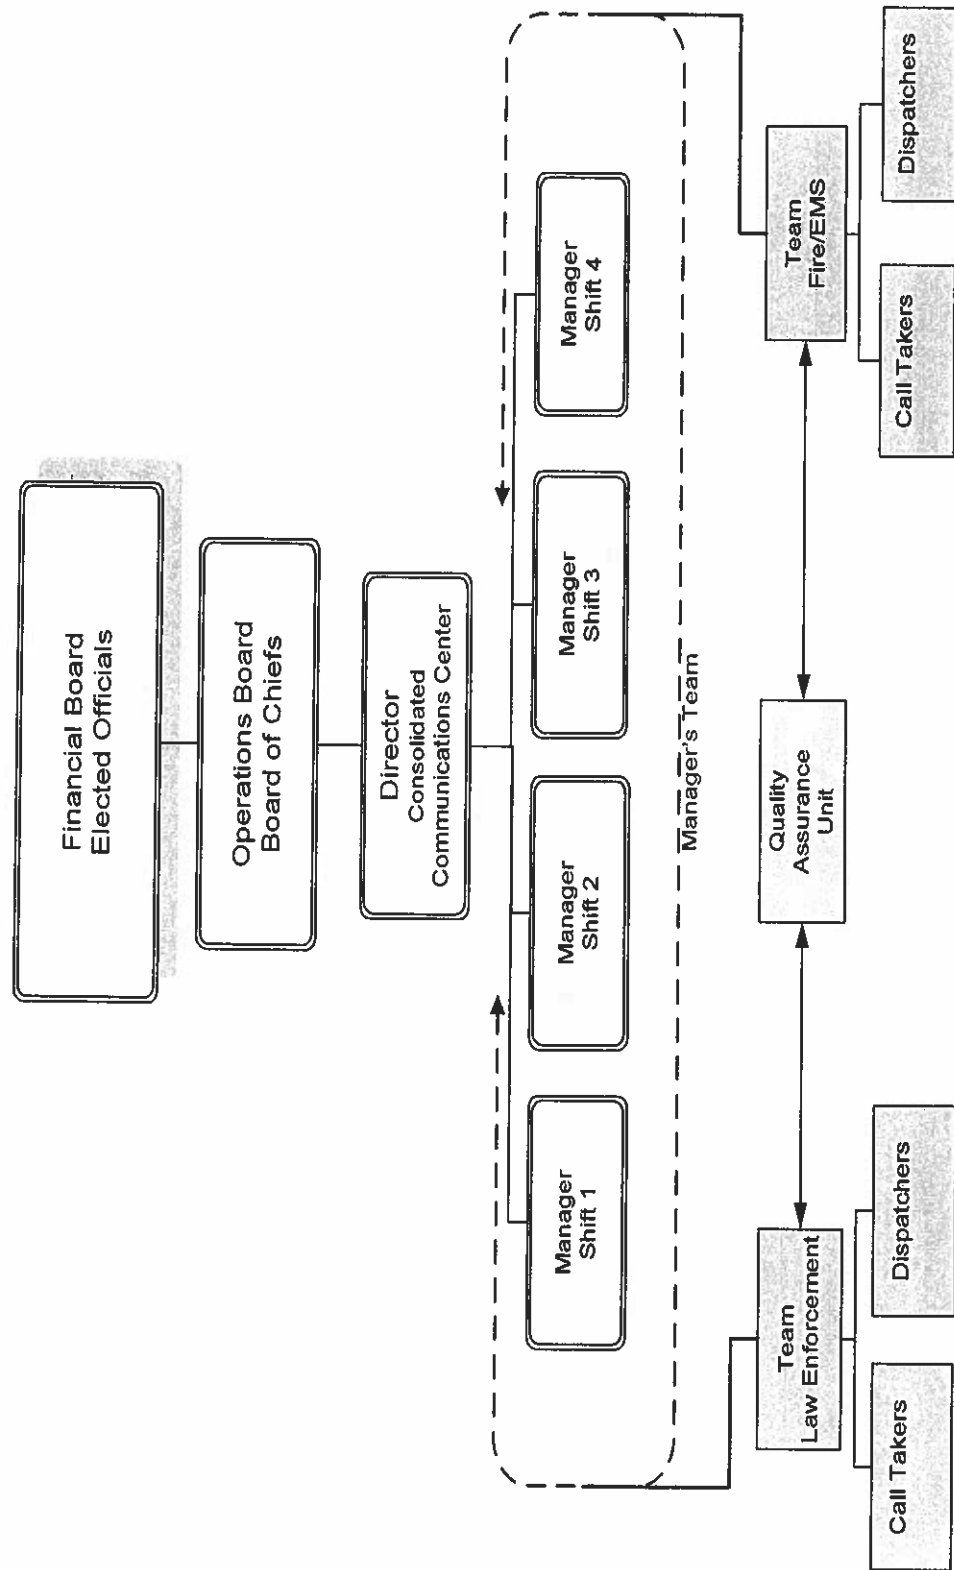 Financial Board
Elected Officials
Operations Board
Board of Chiefs
Director
Consolidated
Communications Center
Manager
Shift 1
Manager
Shift 2
Manager
Shift 3
Manager
Shift 4
Manager's Team
Team
Law Enforcement
Quality
Assurance
Unit
Team
Fire/EMS
Call Takers
Dispatchers
Call Takers
Dispatchers